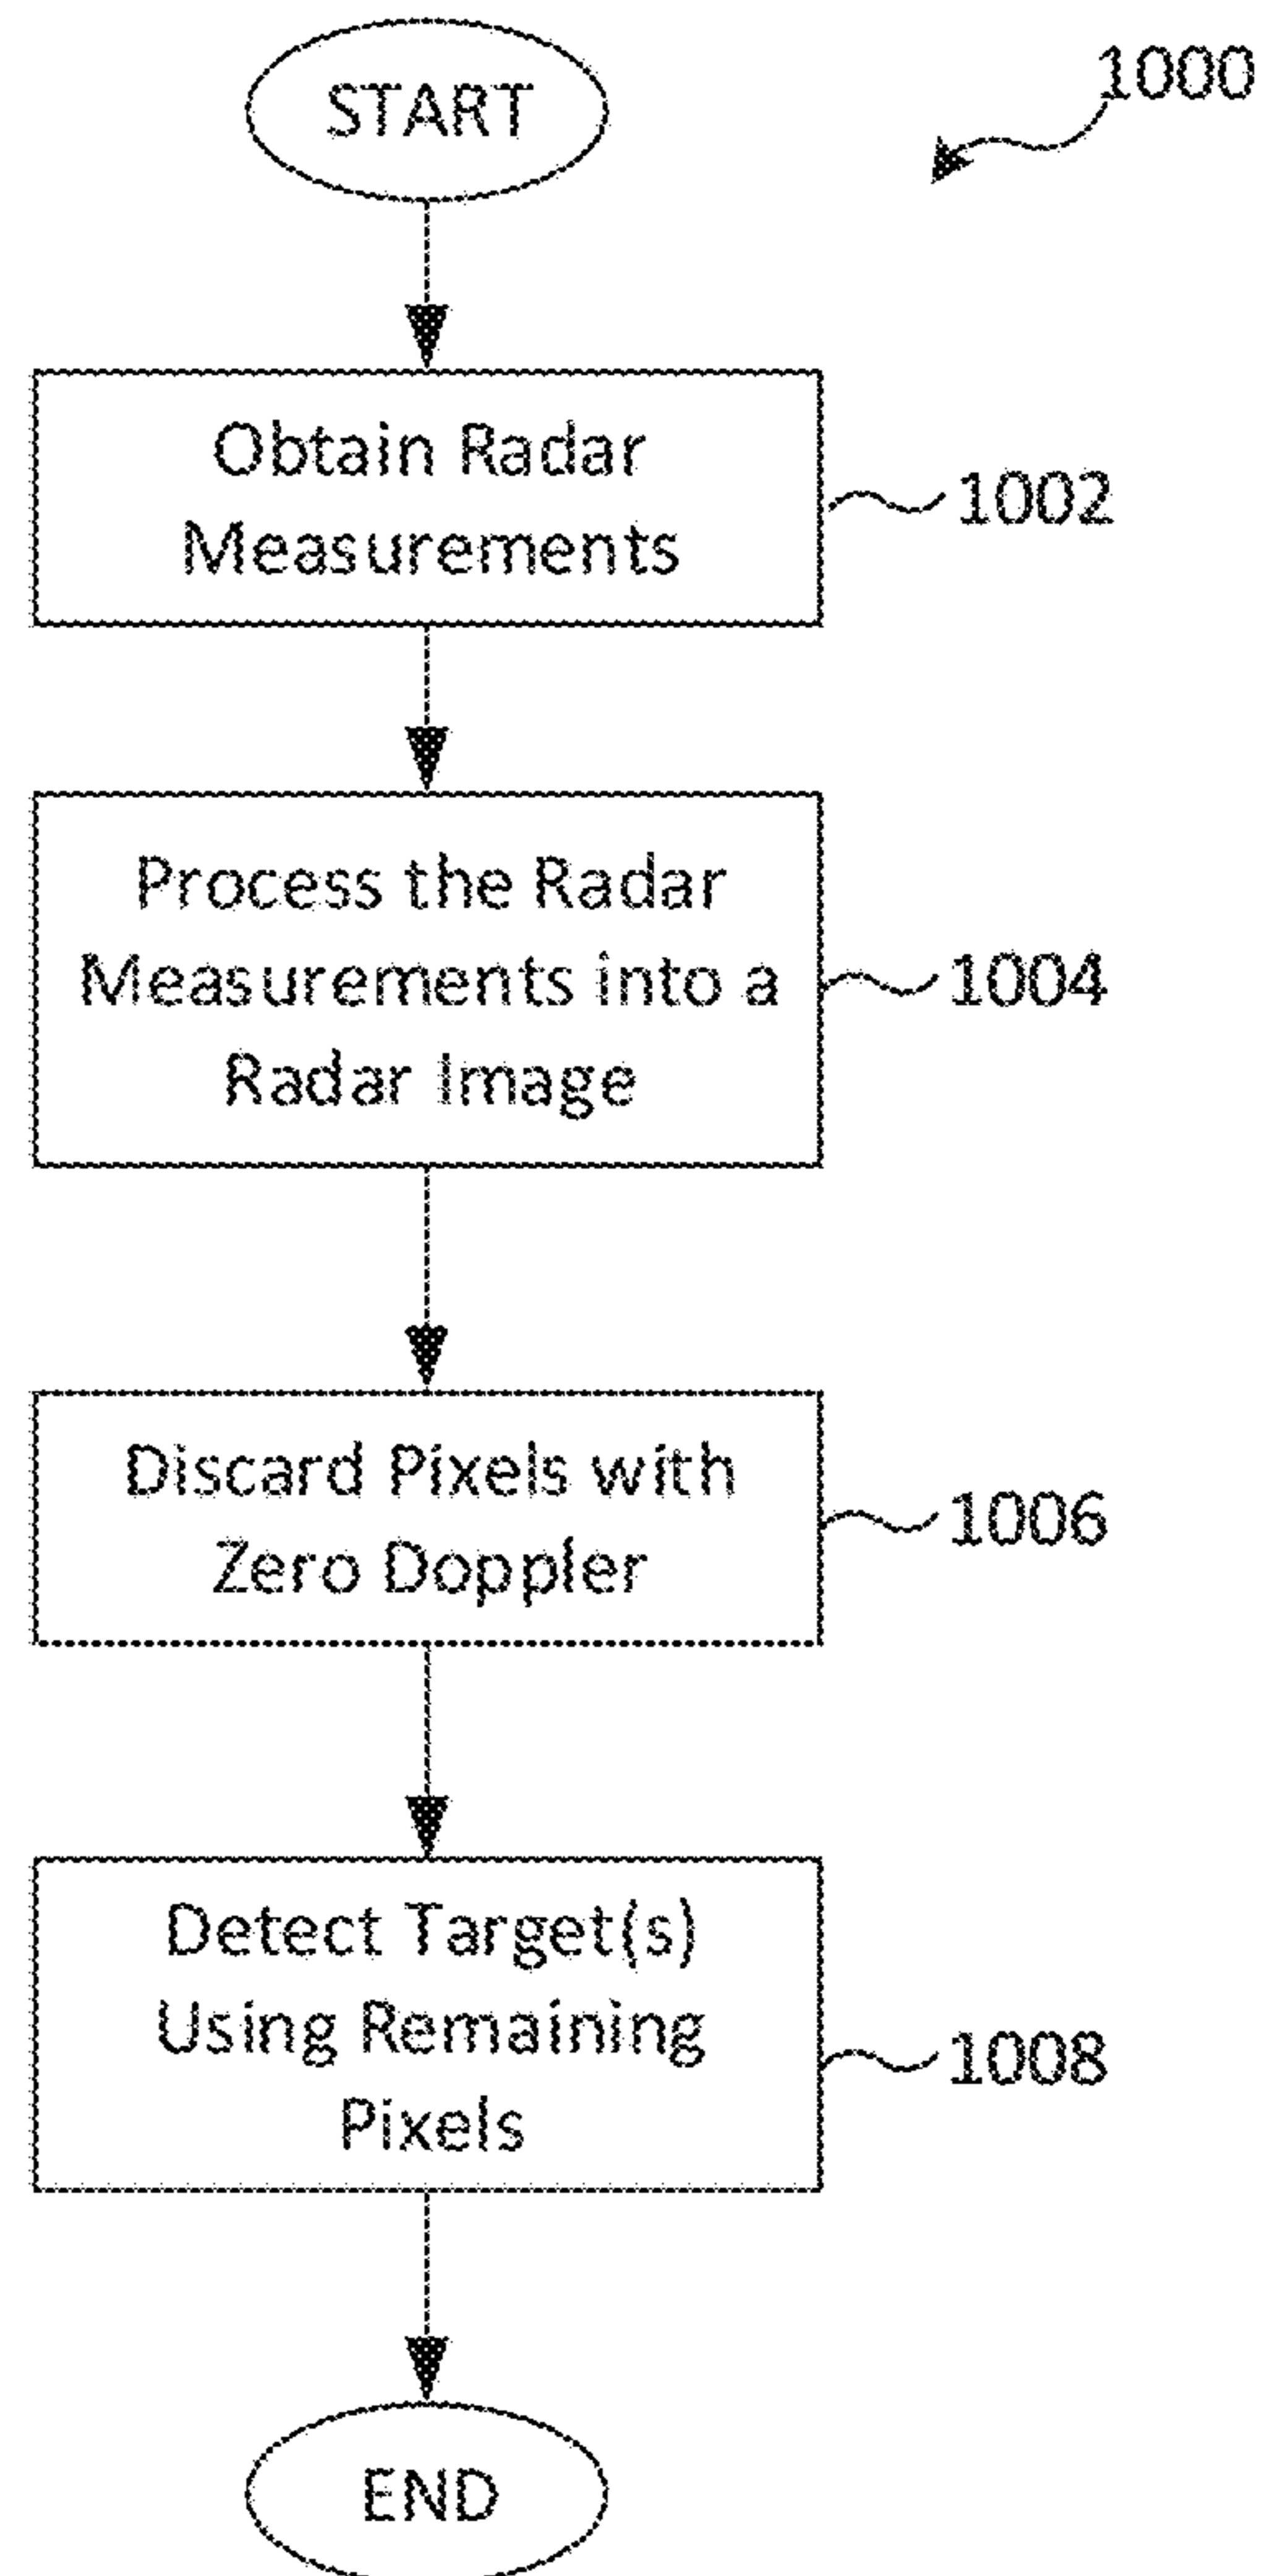 START
1000
Obtain Radar
Measurements
1002
Process the Radar
Measurements into a
Radar Image
1004
Discard Pixels with
Zero Doppler
1006
Detect Target(s)
Using Remaining
Pixels
1008
END